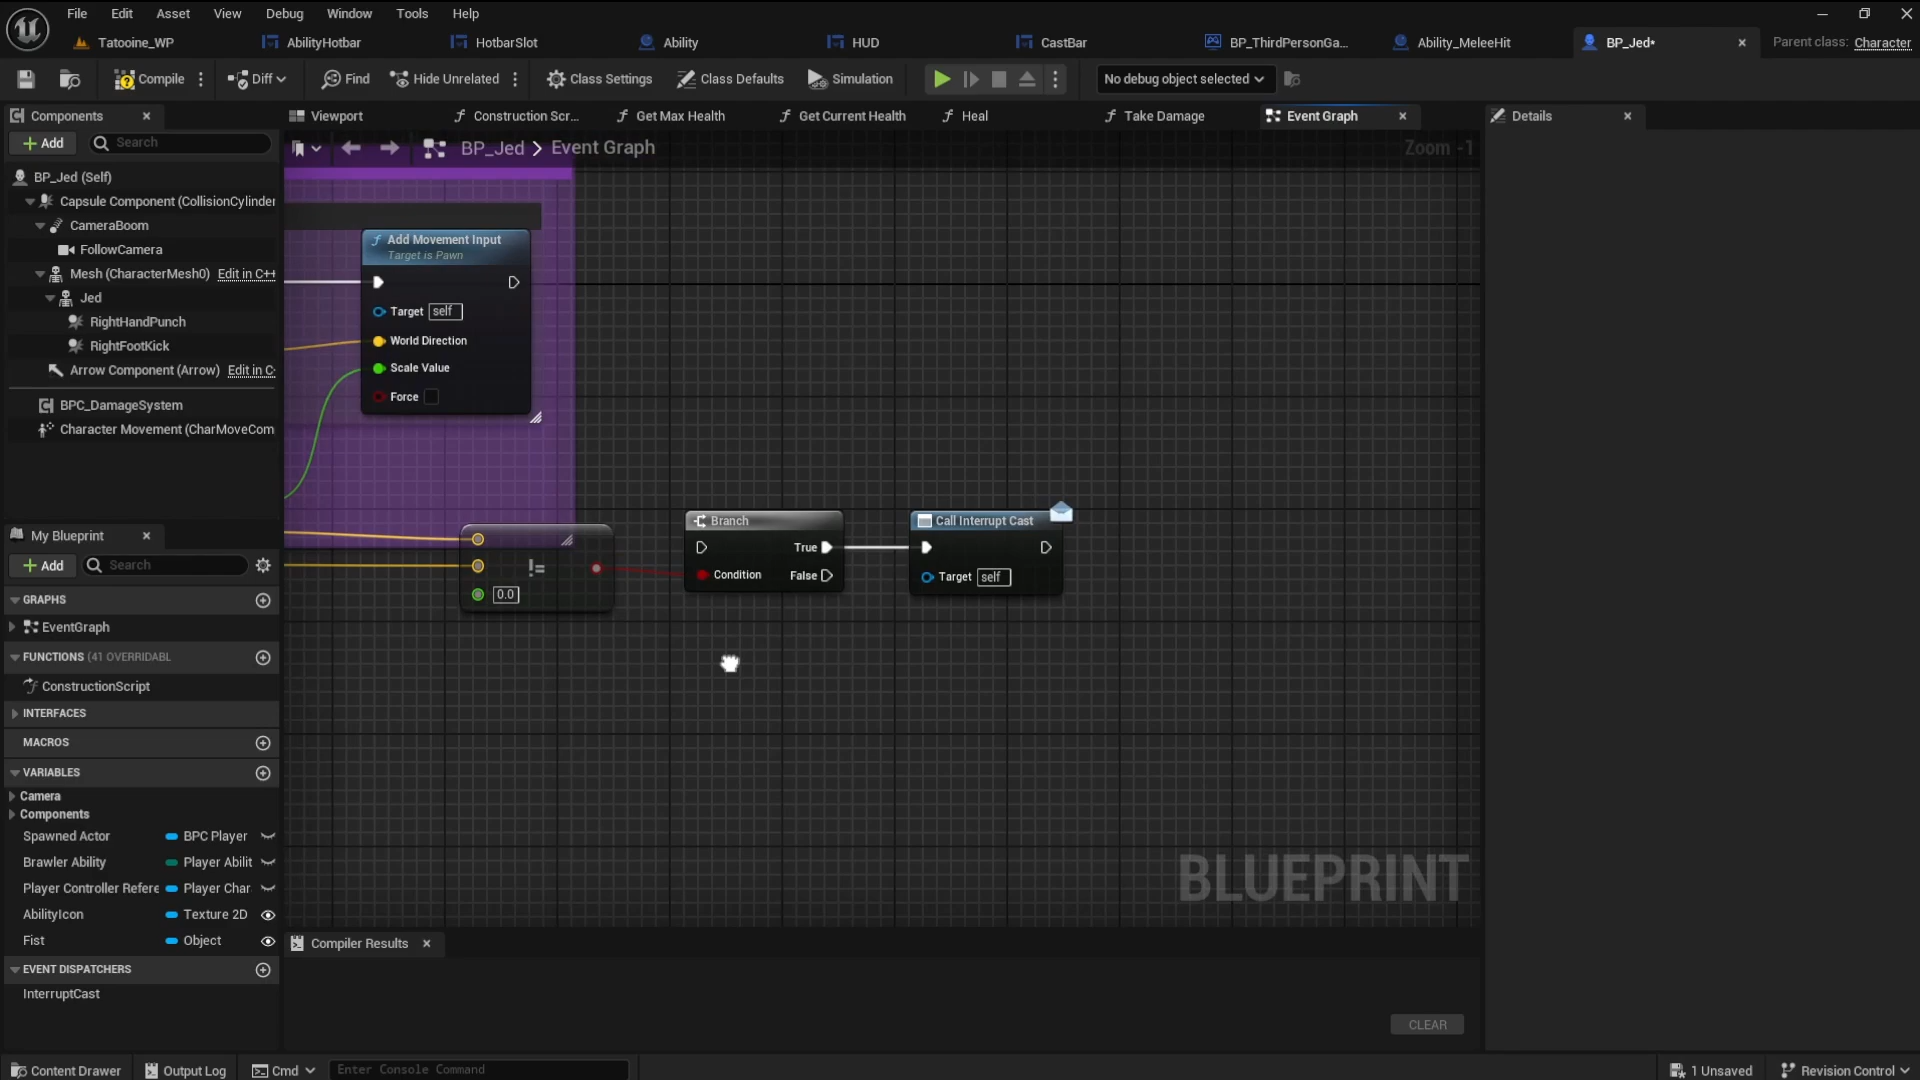 File Edit Asset View Debug Window Tools Help
Tatooine_WP AbilityHotbar HotbarSlot Ability HUD CastBar BP_ThirdPersonGa... Ability_MeleeHit BP_Jed* Parent class: Character
Compile Diff Find Hide Unrelated Class Settings Class Defaults Simulation No debug object selected
Components Viewport Construction Scr... Get Max Health Get Current Health Heal Take Damage Event Graph Details
Add Search
BP_Jed > Event Graph Zoom -1
BP_Jed (Self)
Capsule Component (CollisionCylinder
CameraBoom
FollowCamera
Mesh (CharacterMesh0) Edit in C++
Jed
RightHandPunch
RightFootKick
Arrow Component (Arrow) Edit in C
BPC_DamageSystem
Character Movement (CharMoveCom
Add Movement Input
Target is Pawn
Target self
World Direction
Scale Value
Force
!=
0.0
Branch
True
Condition False
Call Interrupt Cast
Target self
BLUEPRINT
My Blueprint
Add Search
GRAPHS
EventGraph
FUNCTIONS (41 OVERRIDABL
ConstructionScript
INTERFACES
MACROS
VARIABLES
Camera
Components
Spawned Actor BPC Player
Brawler Ability Player Abilit
Player Controller Refere Player Char
AbilityIcon Texture 2D
Fist Object
EVENT DISPATCHERS
InterruptCast
Compiler Results
CLEAR
Content Drawer Output Log Cmd Enter Console Command 1 Unsaved Revision Control